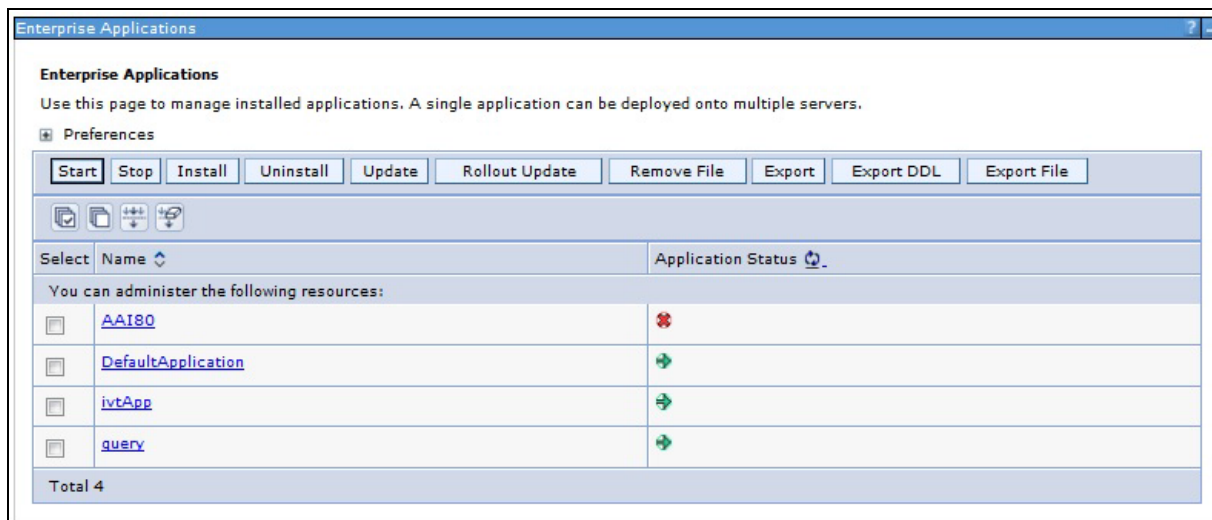 Enterprise Applications ? -
Enterprise Applications
Use this page to manage installed applications. A single application can be deployed onto multiple servers.
Preferences
Start Stop Install Uninstall Update Rollout Update Remove File Export Export DDL Export File
Select Name Application Status
You can administer the following resources:
AAI80
DefaultApplication
ivtApp
query
Total 4